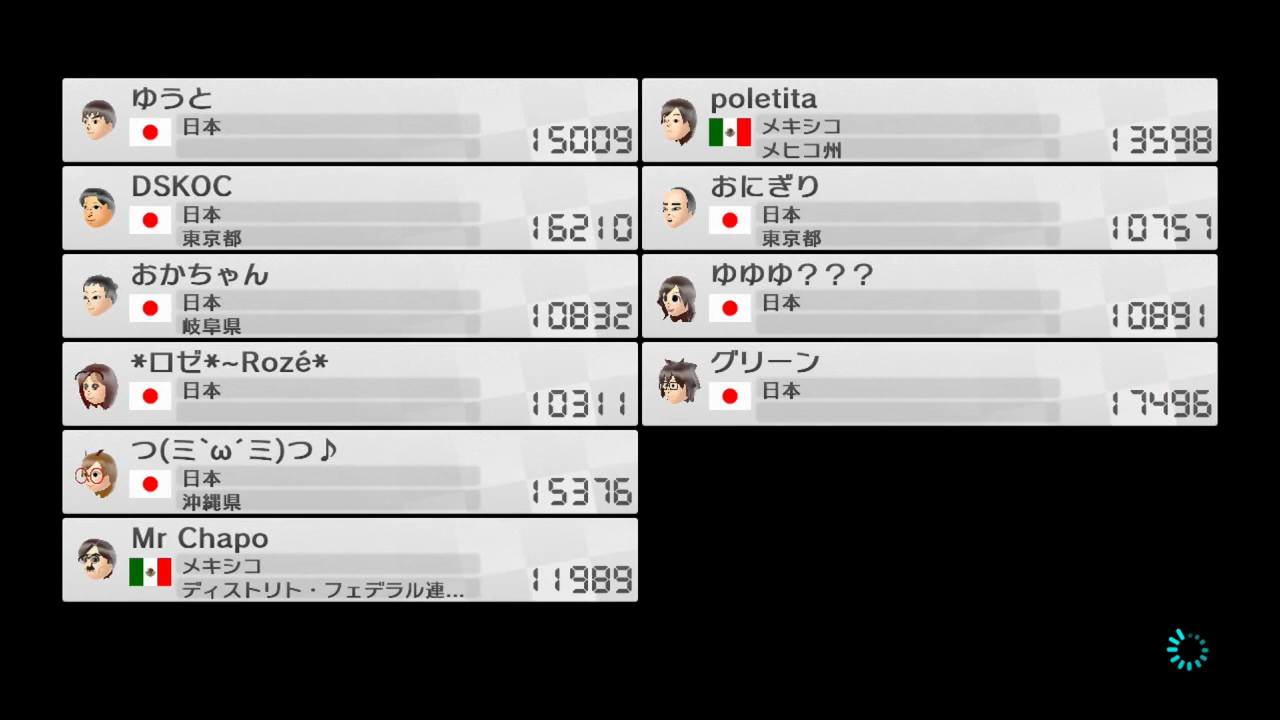 ゆうと
日本
15009
DSKOC
日本
東京都
16210
おかちゃん
日本
岐阜県
10832
*ロゼ*~Rozé*
日本
10311
つ(ミ`ω´ミ)つ♪
日本
沖縄県
15376
Mr Chapo
メキシコ
ディストリト・フェデラル連...
11989
poletita
メキシコ
メヒコ州
13598
おにぎり
日本
東京都
10757
ゆゆゆ？？？
日本
10891
グリーン
日本
17496